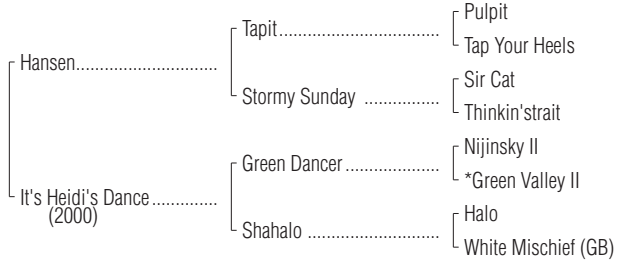 Pulpit
Tapit
Tap Your Heels
Hansen
Sir Cat
Stormy Sunday
Thinkin'strait
Nijinsky II
Green Dancer
*Green Valley II
It's Heidi's Dance
(2000)
Halo
Shahalo
White Mischief (GB)